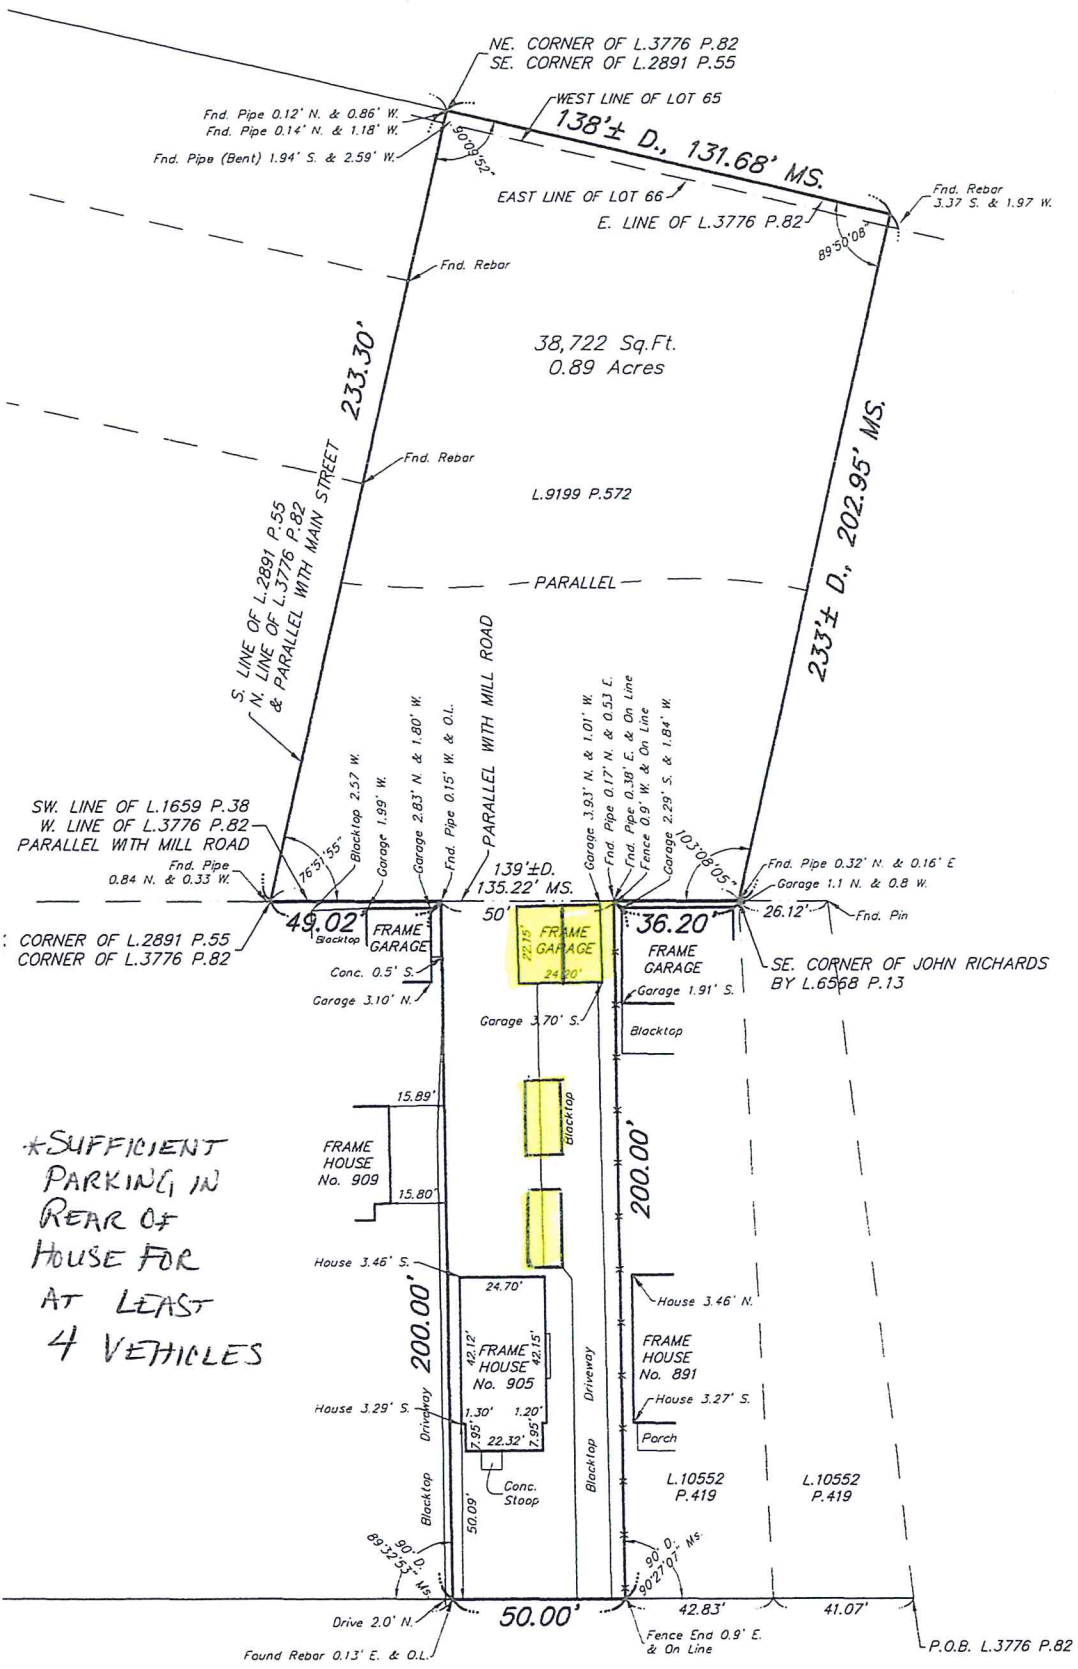 NE. CORNER OF L.3776 P.82
SE. CORNER OF L.2891 P.55
WEST LINE OF LOT 65
Fnd. Pipe 0.12' N. & 0.86' W.
Fnd. Pipe 0.14' N. & 1.18' W.
Fnd. Pipe (Bent) 1.94' S. & 2.59' W.
90°09'52"
138'± D., 131.68' MS.
EAST LINE OF LOT 66
E. LINE OF L.3776 P.82
Fnd. Rebar
3.37 S. & 1.97 W.
89°50'08"
Fnd. Rebar
38,722 Sq.Ft.
0.89 Acres
233.30'
Fnd. Rebar
L.9199 P.572
233'± D., 202.95' MS.
PARALLEL
S. LINE OF L.2891 P.55
N. LINE OF L.3776 P.82
& PARALLEL WITH MAIN STREET
Blacktop 2.57 W.
Garage 1.99' W.
Garage 2.83' N. & 1.80' W.
Fnd. Pipe 0.15' W. & O.L.
PARALLEL WITH MILL ROAD
Garage 3.93' N. & 1.01' W.
Fnd. Pipe 0.17' N. & 0.53 E.
Fnd. Pipe 0.38' E. & On Line
Fence 0.9' W. & On Line
Garage 2.29' S. & 1.84' W.
SW. LINE OF L.1659 P.38
W. LINE OF L.3776 P.82
PARALLEL WITH MILL ROAD
Fnd. Pipe
0.84 N. & 0.33 W.
76°51'55"
103°08'05"
139'±D.
135.22' MS.
Fnd. Pipe 0.32' N. & 0.16' E
Garage 1.1 N. & 0.8 W.
49.02'
50'
36.20'
26.12'
Fnd. Pin
CORNER OF L.2891 P.55
CORNER OF L.3776 P.82
Blacktop
FRAME
GARAGE
22.15'
FRAME
GARAGE
24.20'
FRAME
GARAGE
SE. CORNER OF JOHN RICHARDS
BY L.6568 P.13
Conc. 0.5' S.
Garage 3.10' N.
Garage 3.70' S.
Garage 1.91' S.
Blacktop
15.89'
Blacktop
*SUFFICIENT
PARKING IN
REAR OF
HOUSE FOR
AT LEAST
4 VEHICLES
FRAME
HOUSE
No. 909
15.80'
200.00'
House 3.46' S.
24.70'
House 3.46' N.
200.00'
42.12'
FRAME
HOUSE
No. 905
42.15'
FRAME
HOUSE
No. 891
House 3.29' S.
1.30'
1.20'
7.95'
22.32'
7.95'
House 3.27' S.
Porch
Driveway
Blacktop
Driveway
Blacktop
Conc.
Stoop
50.09'
L.10552
P.419
L.10552
P.419
90° D.
89°32'53" Ms.
90° D.
90°27'07" Ms.
50.00'
42.83'
41.07'
Drive 2.0' N.
Found Rebar 0.13' E. & O.L.
Fence End 0.9' E.
& On Line
P.O.B. L.3776 P.82